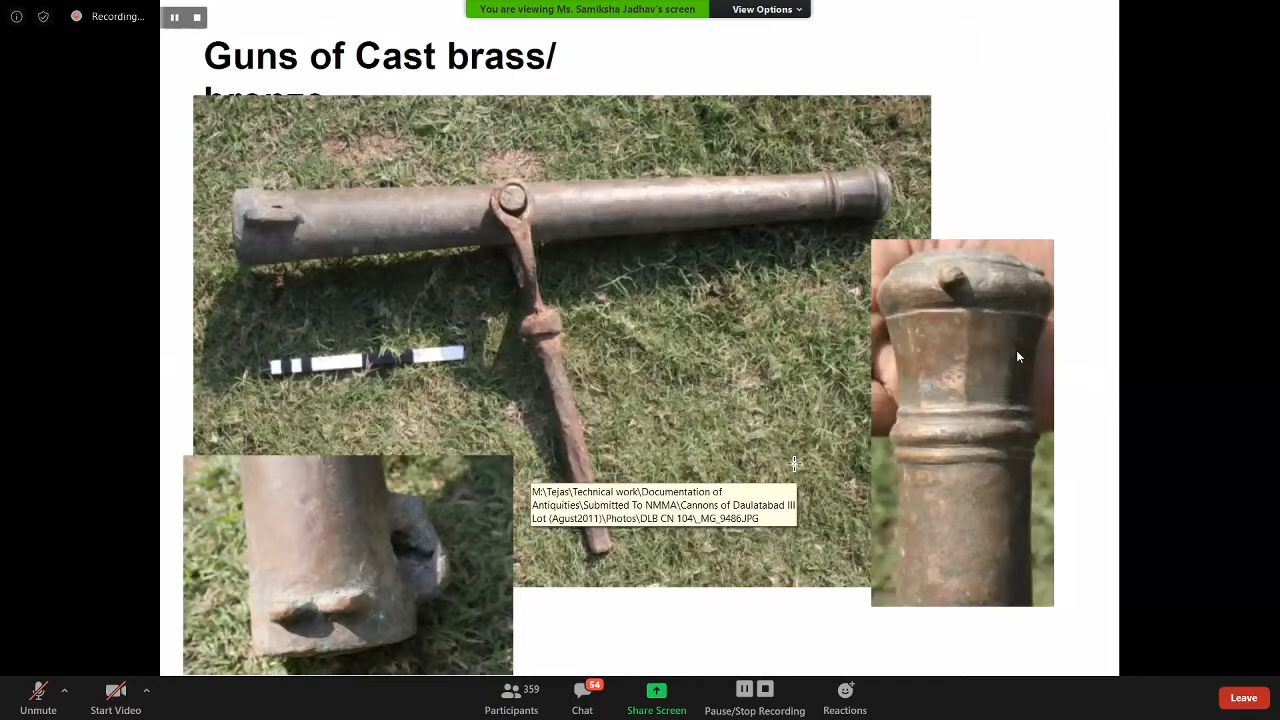 Recording...
You are viewing Ms. Samiksha Jadhav's screen
View Options
Guns of Cast brass/
bronze
M:\Tejas\Technical work\Documentation of
Antiquities\Submitted To NMMA\Cannons of Daulatabad III
Lot (Agust2011)\Photos\DLB CN 104\_MG_9486JPG
Unmute
Start Video
359
Participants
54
Chat
Share Screen
Pause/Stop Recording
Reactions
Leave